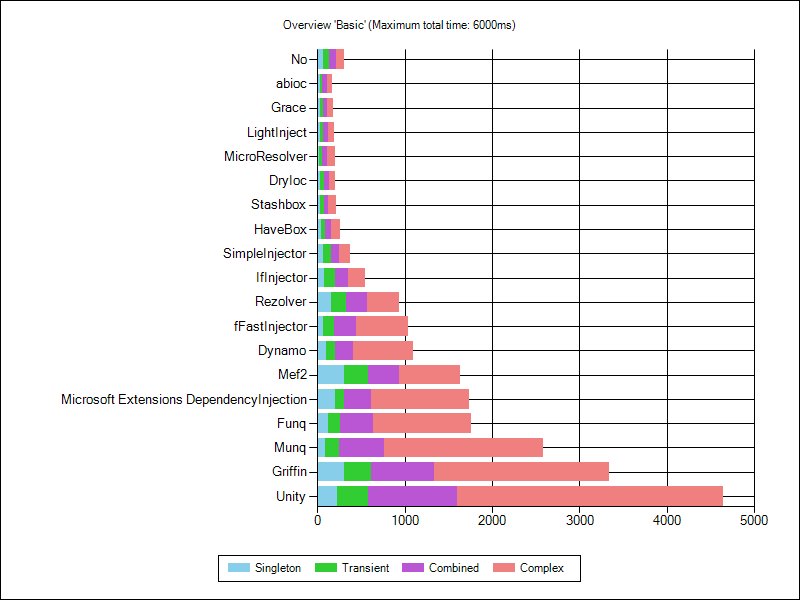 Overview 'Basic' (Maximum total time: 6000ms)
No
abioc
Grace
LightInject
MicroResolver
DryIoc
Stashbox
HaveBox
SimpleInjector
IfInjector
Rezolver
fFastInjector
Dynamo
Mef2
Microsoft Extensions DependencyInjection
Funq
Munq
Griffin
Unity
0 1000 2000 3000 4000 5000
Singleton Transient Combined Complex